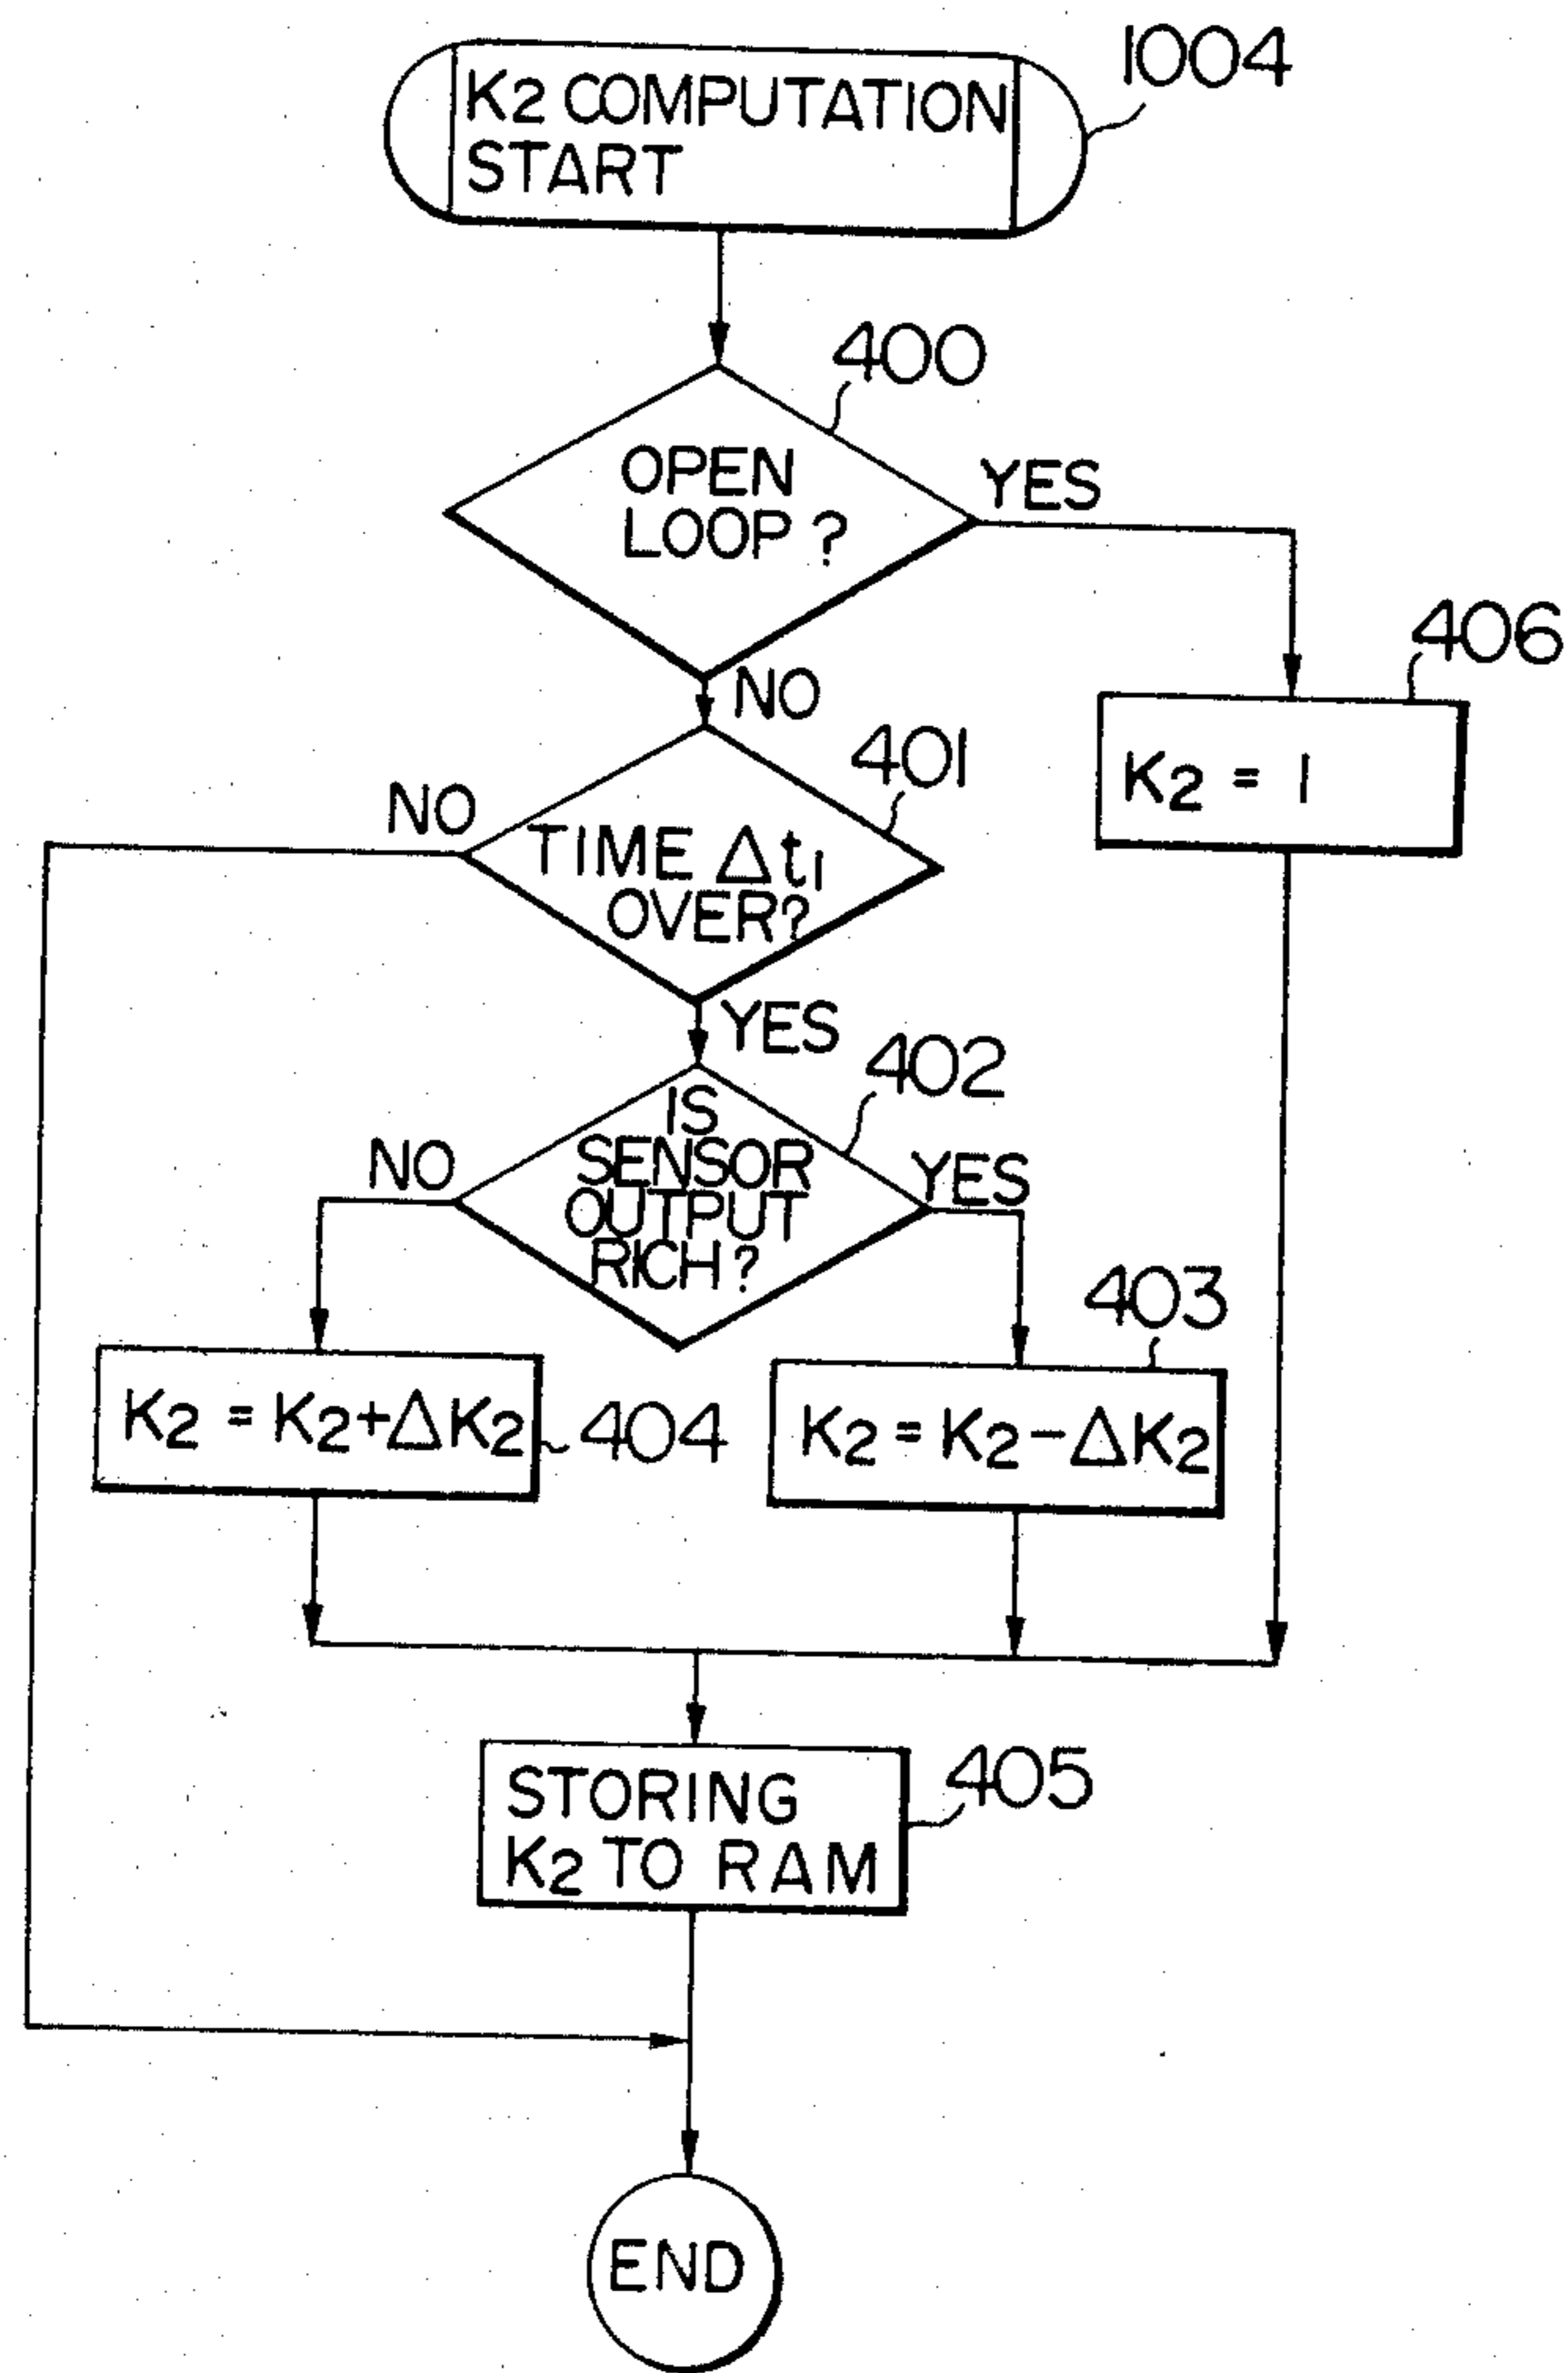 1004
K2 COMPUTATION
START
400
OPEN
LOOP?
YES
406
NO
K2 = 1
401
NO
TIME Δt1
OVER?
YES
402
IS
SENSOR
OUTPUT
RICH?
NO
YES
403
K2 = K2+ΔK2
404
K2 = K2-ΔK2
STORING
K2 TO RAM
405
END